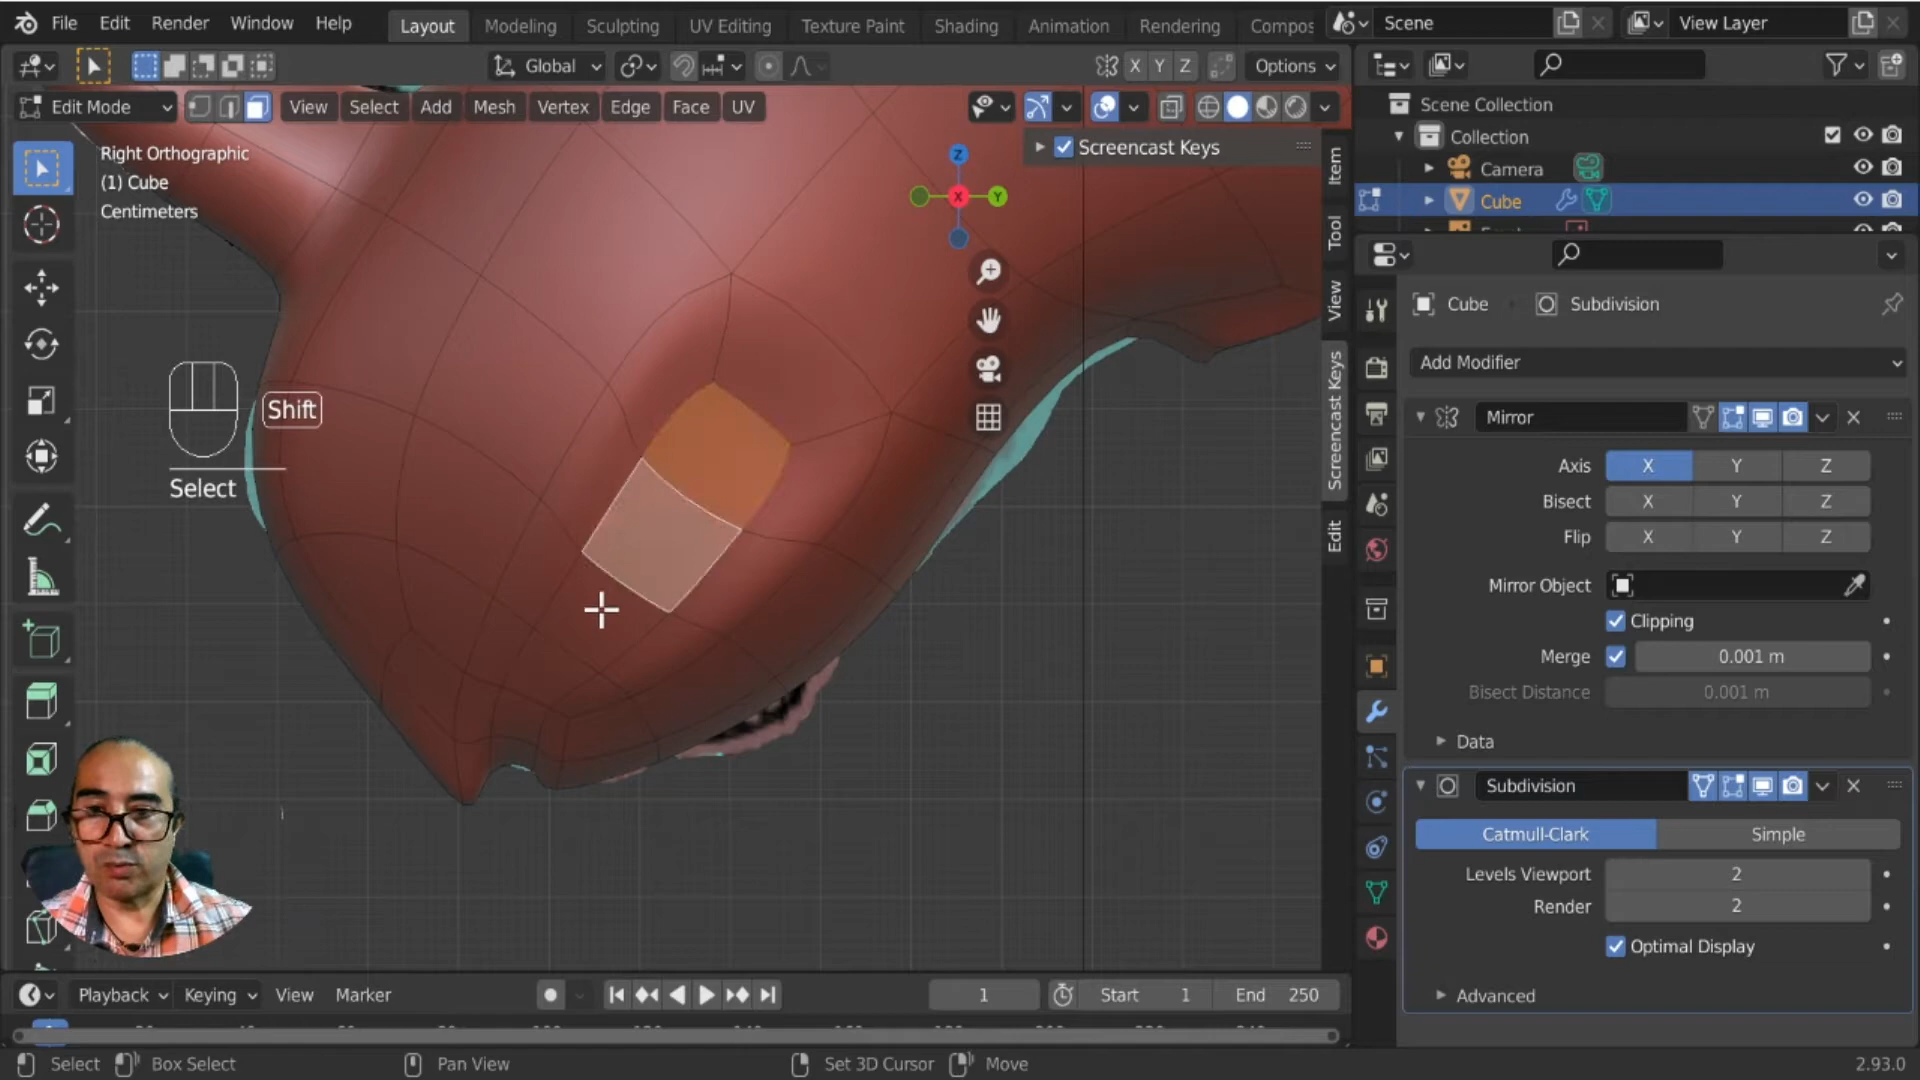 File Edit Render Window Help Layout Modeling Sculpting UV Editing Texture Paint Shading Animation Rendering Compos Scene View Layer
Global X Y Z Options
Edit Mode View Select Add Mesh Vertex Edge Face UV
Scene Collection
Collection
Camera
Cube
Right Orthographic
(1) Cube
Centimeters
Screencast Keys
Z
X
Y
Item
Tool
View
Screencast Keys
Edit
Shift
Select
Cube Subdivision
Add Modifier
Mirror
Axis X Y Z
Bisect X Y Z
Flip X Y Z
Mirror Object
Clipping
Merge 0.001 m
Bisect Distance 0.001 m
Data
Subdivision
Catmull-Clark Simple
Levels Viewport 2
Render 2
Optimal Display
Advanced
Playback Keying View Marker 1 Start 1 End 250
Select Box Select Pan View Set 3D Cursor Move 2.93.0